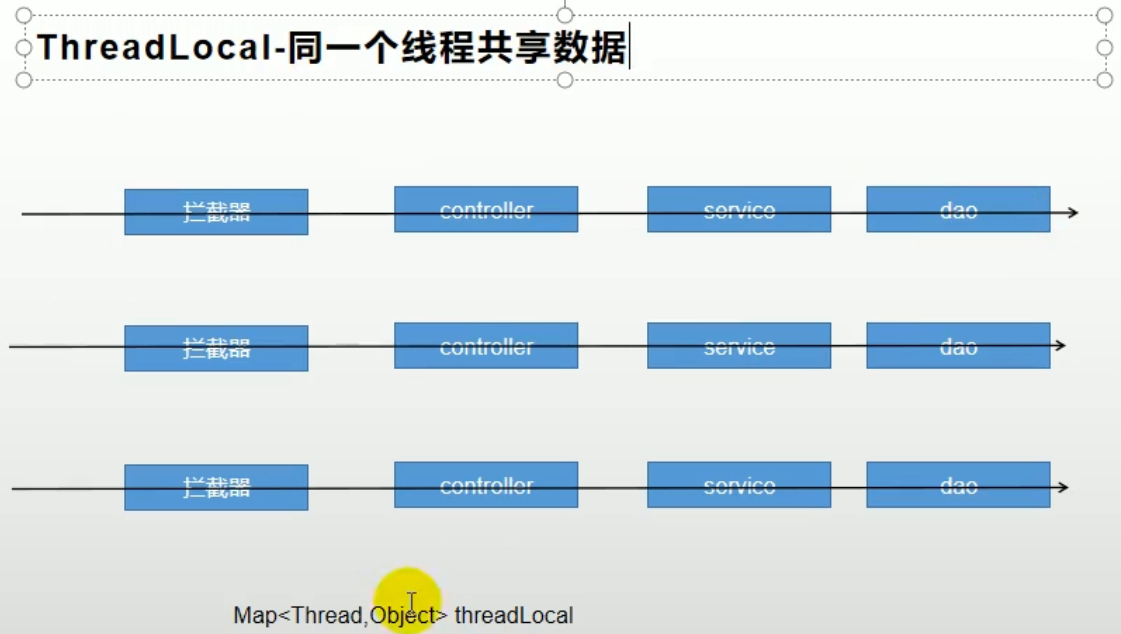 ThreadLocal-同一个线程共享数据
拦截器 controller service dao
拦截器 controller service dao
拦截器 controller service dao
Map<Thread,Object> threadLocal